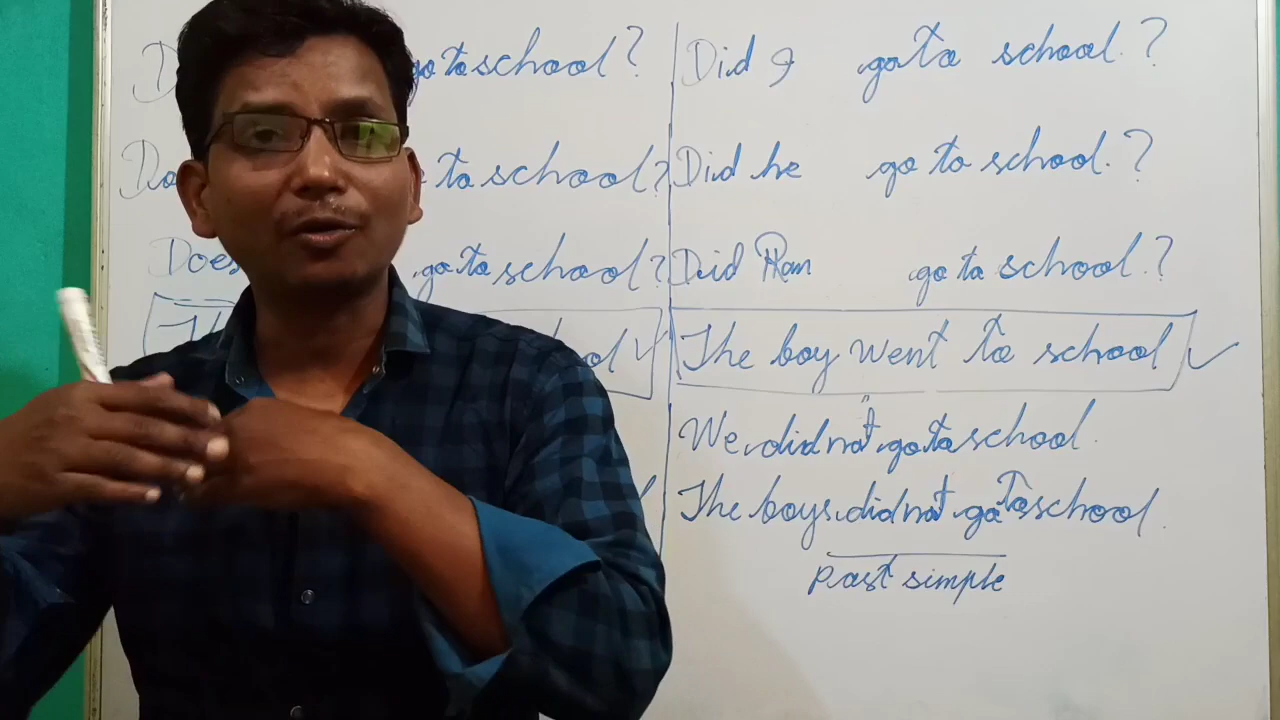 go to school?
to school?
Does go to school?
Did I go to school.?
Did he go to school.?
Did Ram go to school.?
The boy went to school
We did not go to school.
The boys did not go to school.
Past simple